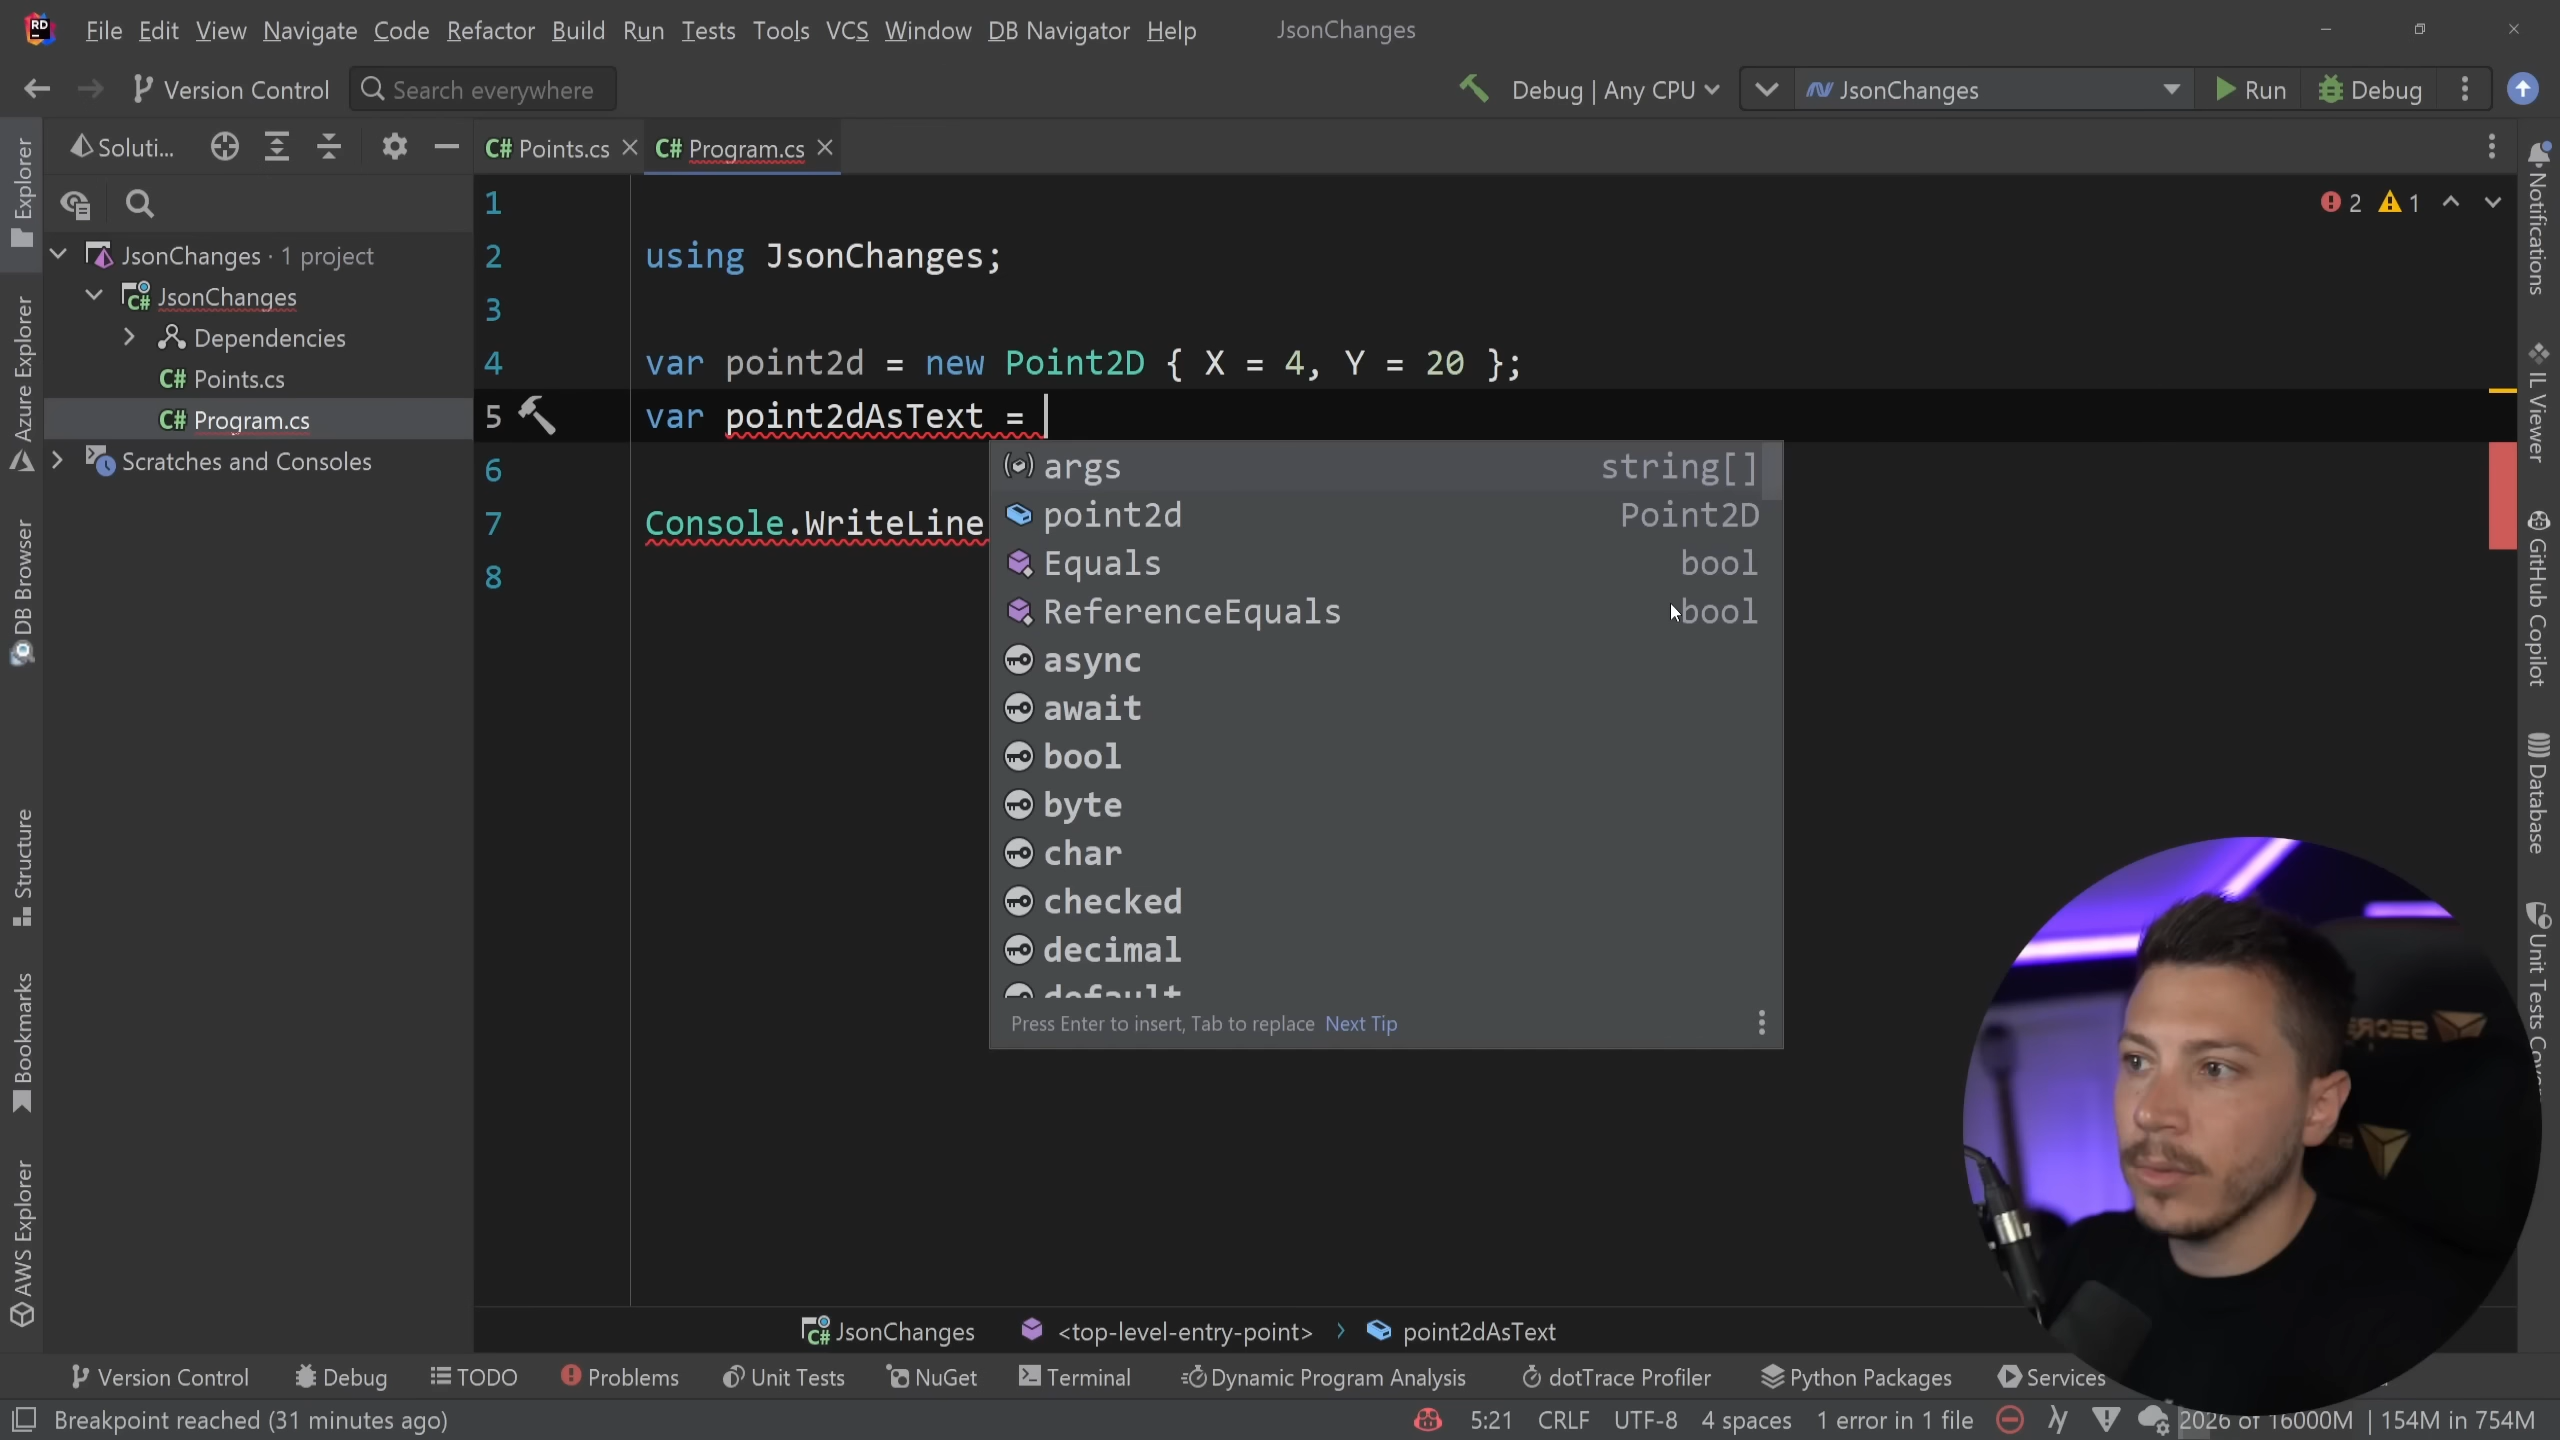 RD
File Edit View Navigate Code Refactor Build Run Tests Tools VCS Window DB Navigator Help
JsonChanges
Version Control
Search everywhere
Debug | Any CPU
JsonChanges
Run
Debug
Explorer
Azure Explorer
DB Browser
Structure
Bookmarks
AWS Explorer
Soluti...
JsonChanges · 1 project
C# JsonChanges
Dependencies
C# Points.cs
C# Program.cs
Scratches and Consoles
C# Points.cs
C# Program.cs
2 1
1
2 using JsonChanges;
3
4 var point2d = new Point2D { X = 4, Y = 20 };
5 var point2dAsText =
6
7 Console.WriteLine
8
args string[]
point2d Point2D
Equals bool
ReferenceEquals bool
async
await
bool
byte
char
checked
decimal
default
Press Enter to insert, Tab to replace Next Tip
Notifications
IL Viewer
GitHub Copilot
Database
Unit Tests
C# JsonChanges <top-level-entry-point> › point2dAsText
Version Control Debug TODO Problems Unit Tests NuGet Terminal Dynamic Program Analysis dotTrace Profiler Python Packages Services
Breakpoint reached (31 minutes ago)
5:21 CRLF UTF-8 4 spaces 1 error in 1 file 2026 of 16000M | 154M in 754M